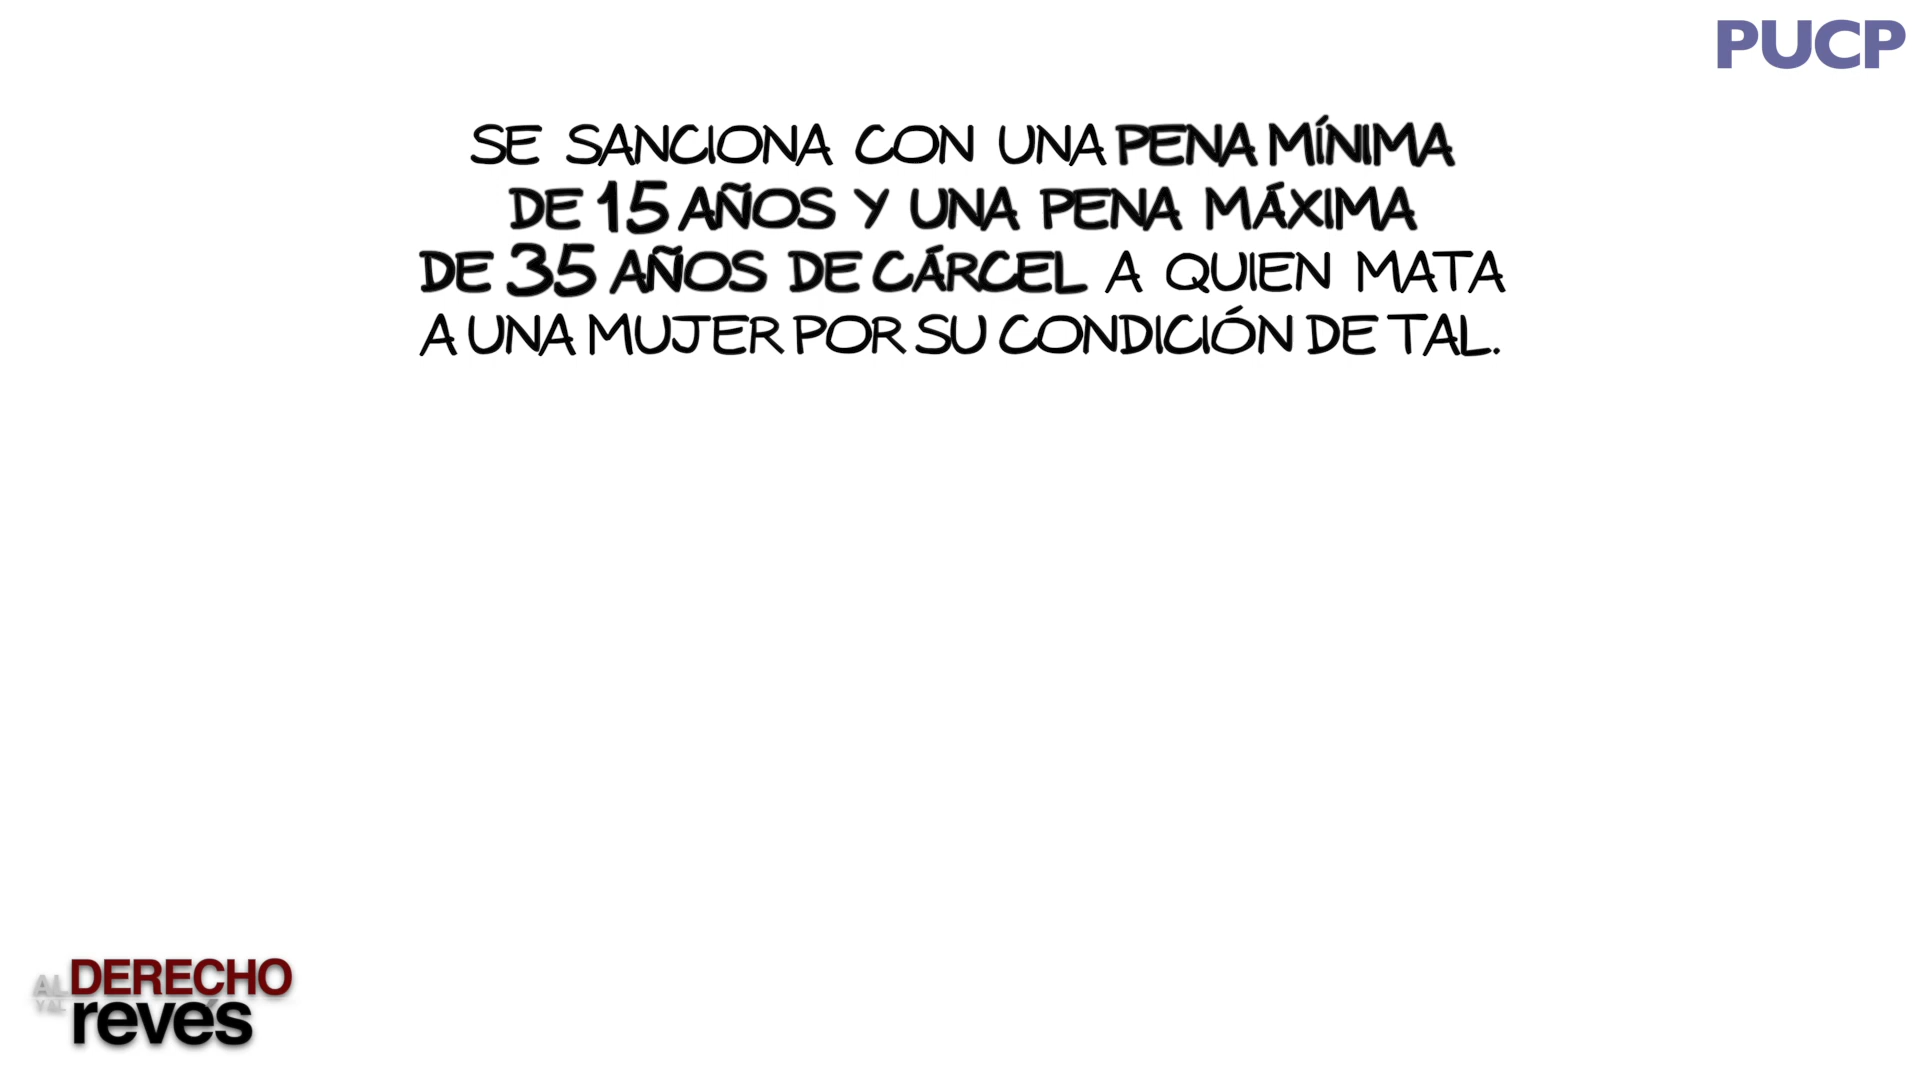 PUCP
SE SANCIONA CON UNA PENA MÍNIMA
DE 15 AÑOS Y UNA PENA MÁXIMA
DE 35 AÑOS DE CÁRCEL A QUIEN MATA
A UNA MUJER POR SU CONDICIÓN DE TAL.
AL DERECHO
Y AL revés